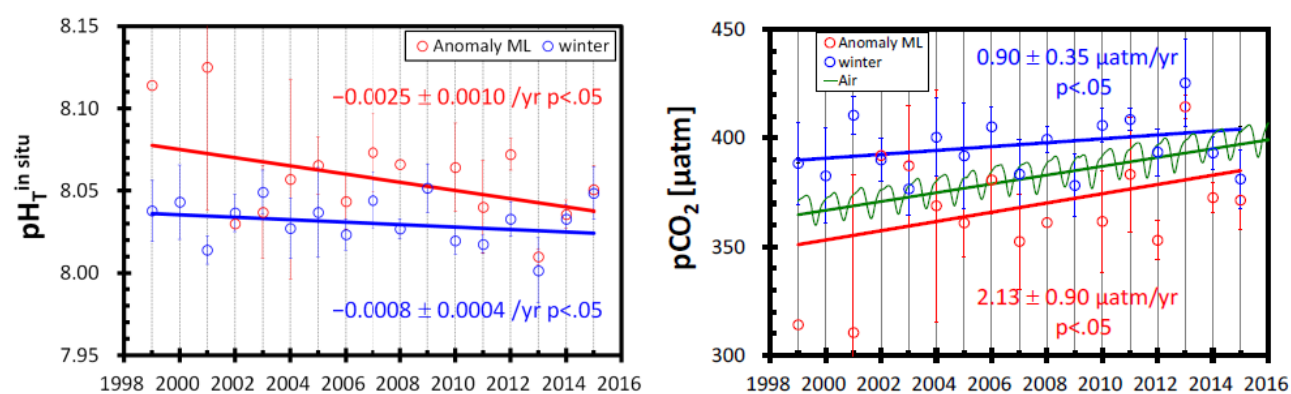 8.15
8.10
8.05
8.00
7.95
pH_T^in situ
Anomaly ML
winter
−0.0025 ± 0.0010 /yr p<.05
−0.0008 ± 0.0004 /yr p<.05
1998 2000 2002 2004 2006 2008 2010 2012 2014 2016
450
400
350
300
pCO₂ [µatm]
Anomaly ML
winter
Air
0.90 ± 0.35 µatm/yr
p<.05
2.13 ± 0.90 µatm/yr
p<.05
1998 2000 2002 2004 2006 2008 2010 2012 2014 2016